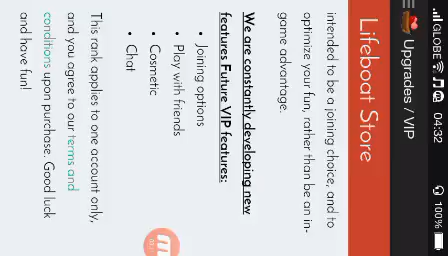 GLOBE 04:32 100%
Upgrades / VIP
Lifeboat Store
intended to be a joining choice, and to
optimize your fun, rather than be an in-
game advantage.
We are constantly developing new
features Future VIP features:
• Joining options
• Play with friends
• Cosmetic
• Chat
This rank applies to one account only,
and you agree to our terms and
conditions upon purchase. Good luck
and have fun!